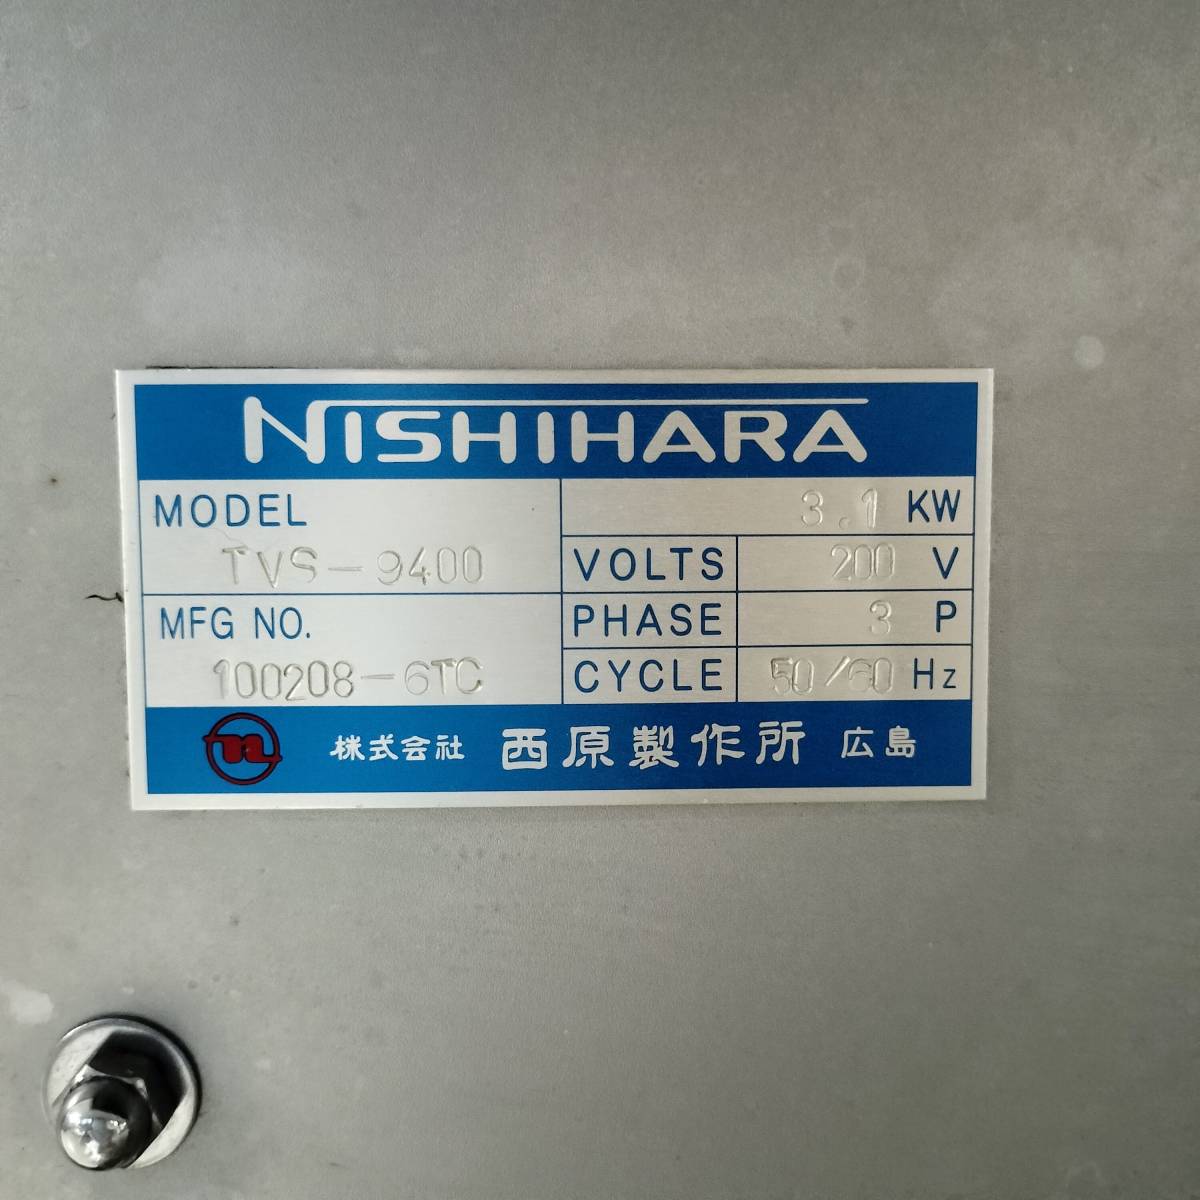 NISHIHARA
MODEL
TVS-9400
MFG NO.
100208-6TC
3.1 KW
VOLTS 200 V
PHASE 3 P
CYCLE 50/60 Hz
n 株式会社 西原製作所 広島